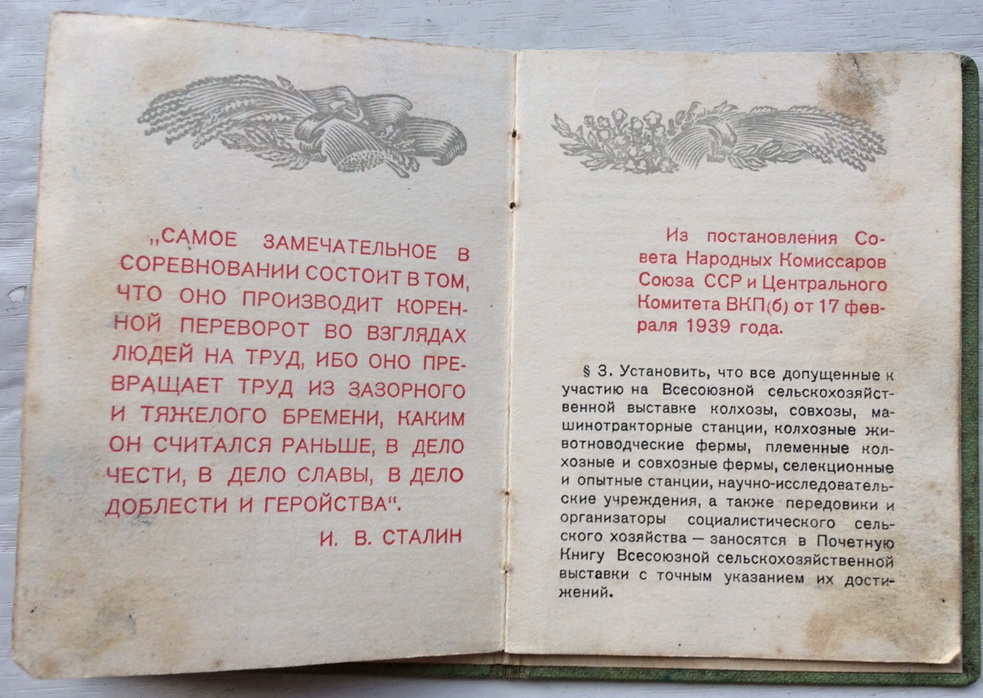 „САМОЕ ЗАМЕЧАТЕЛЬНОЕ В
СОРЕВНОВАНИИ СОСТОИТ В ТОМ,
ЧТО ОНО ПРОИЗВОДИТ КОРЕН-
НОЙ ПЕРЕВОРОТ ВО ВЗГЛЯДАХ
ЛЮДЕЙ НА ТРУД, ИБО ОНО ПРЕ-
ВРАЩАЕТ ТРУД ИЗ ЗАЗОРНОГО
И ТЯЖЕЛОГО БРЕМЕНИ, КАКИМ
ОН СЧИТАЛСЯ РАНЬШЕ, В ДЕЛО
ЧЕСТИ, В ДЕЛО СЛАВЫ, В ДЕЛО
ДОБЛЕСТИ И ГЕРОЙСТВА“.
И. В. СТАЛИН
Из постановления Со-
вета Народных Комиссаров
Союза ССР и Центрального
Комитета ВКП(б) от 17 фев-
раля 1939 года.
§ 3. Установить, что все допущенные к
участию на Всесоюзной сельскохозяйст-
венной выставке колхозы, совхозы, ма-
шинотракторные станции, колхозные жи-
вотноводческие фермы, племенные кол-
хозные и совхозные фермы, селекционные
и опытные станции, научно-исследователь-
ские учреждения, а также передовики и
организаторы социалистического сель-
ского хозяйства — заносятся в Почетную
Книгу Всесоюзной сельскохозяйственной
выставки с точным указанием их дости-
жений.